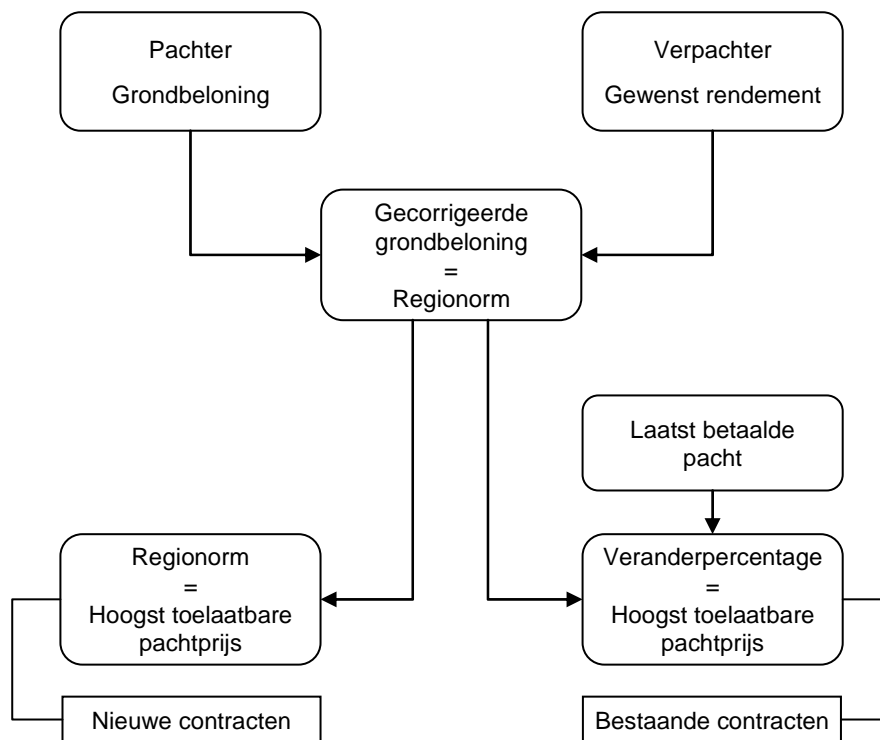 Pachter
Grondbeloning
Verpachter
Gewenst rendement
Gecorrigeerde
grondbeloning
=
Regionorm
Laatst betaalde
pacht
Regionorm
=
Hoogst toelaatbare
pachtprijs
Veranderpercentage
=
Hoogst toelaatbare
pachtprijs
Nieuwe contracten
Bestaande contracten